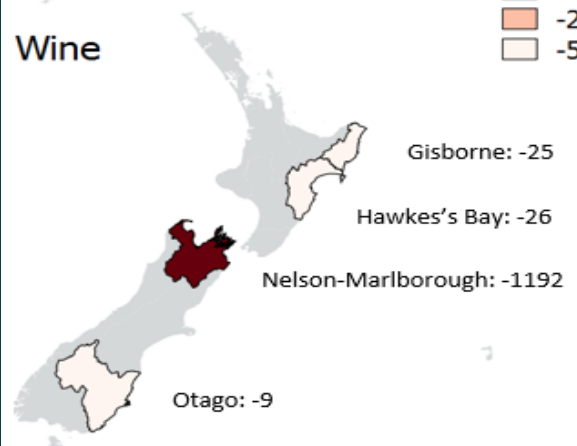 -2
Wine
-5
Gisborne: -25
Hawkes's Bay: -26
Nelson-Marlborough: -1192
Otago: -9